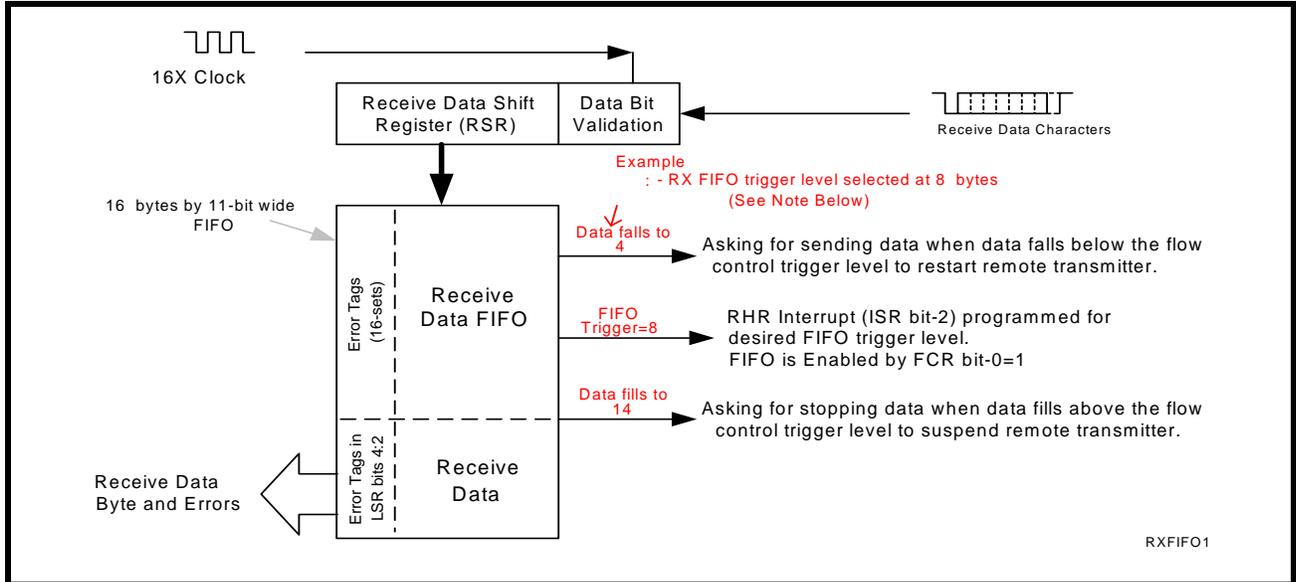 16X Clock
Receive Data Shift
Register (RSR)
Data Bit
Validation
Receive Data Characters
Example
: - RX FIFO trigger level selected at 8 bytes
(See Note Below)
16 bytes by 11-bit wide
FIFO
Error Tags
(16-sets)
Receive
Data FIFO
Data falls to
4
Asking for sending data when data falls below the flow
control trigger level to restart remote transmitter.
FIFO
Trigger=8
RHR Interrupt (ISR bit-2) programmed for
desired FIFO trigger level.
FIFO is Enabled by FCR bit-0=1
Data fills to
14
Asking for stopping data when data fills above the flow
control trigger level to suspend remote transmitter.
Error Tags in
LSR bits 4:2
Receive
Data
Receive Data
Byte and Errors
RXFIFO1